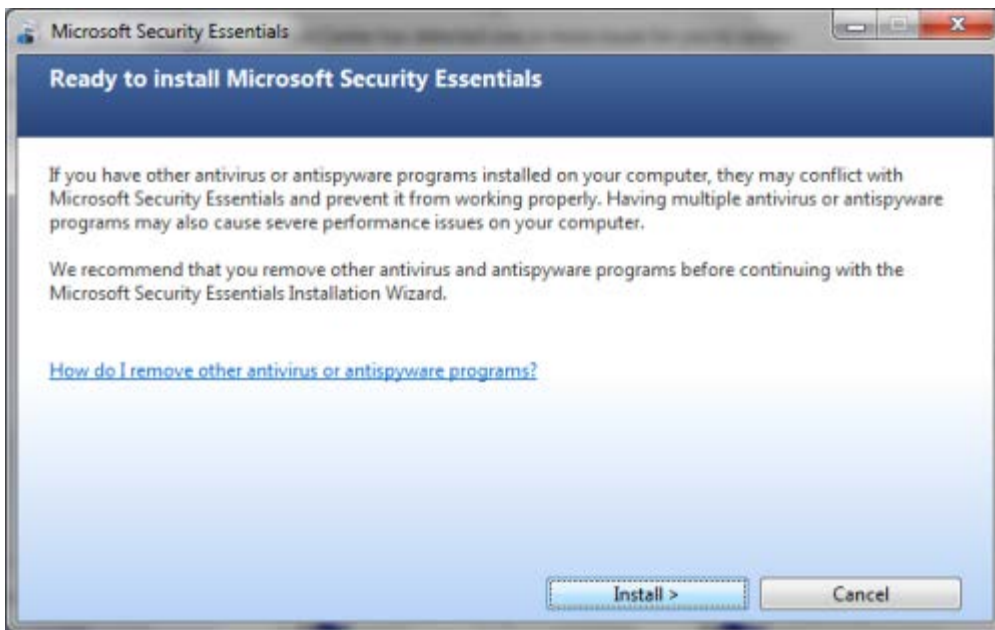 Microsoft Security Essentials
Ready to install Microsoft Security Essentials
If you have other antivirus or antispyware programs installed on your computer, they may conflict with
Microsoft Security Essentials and prevent it from working properly. Having multiple antivirus or antispyware
programs may also cause severe performance issues on your computer.
We recommend that you remove other antivirus and antispyware programs before continuing with the
Microsoft Security Essentials Installation Wizard.
How do I remove other antivirus or antispyware programs?
Install >
Cancel